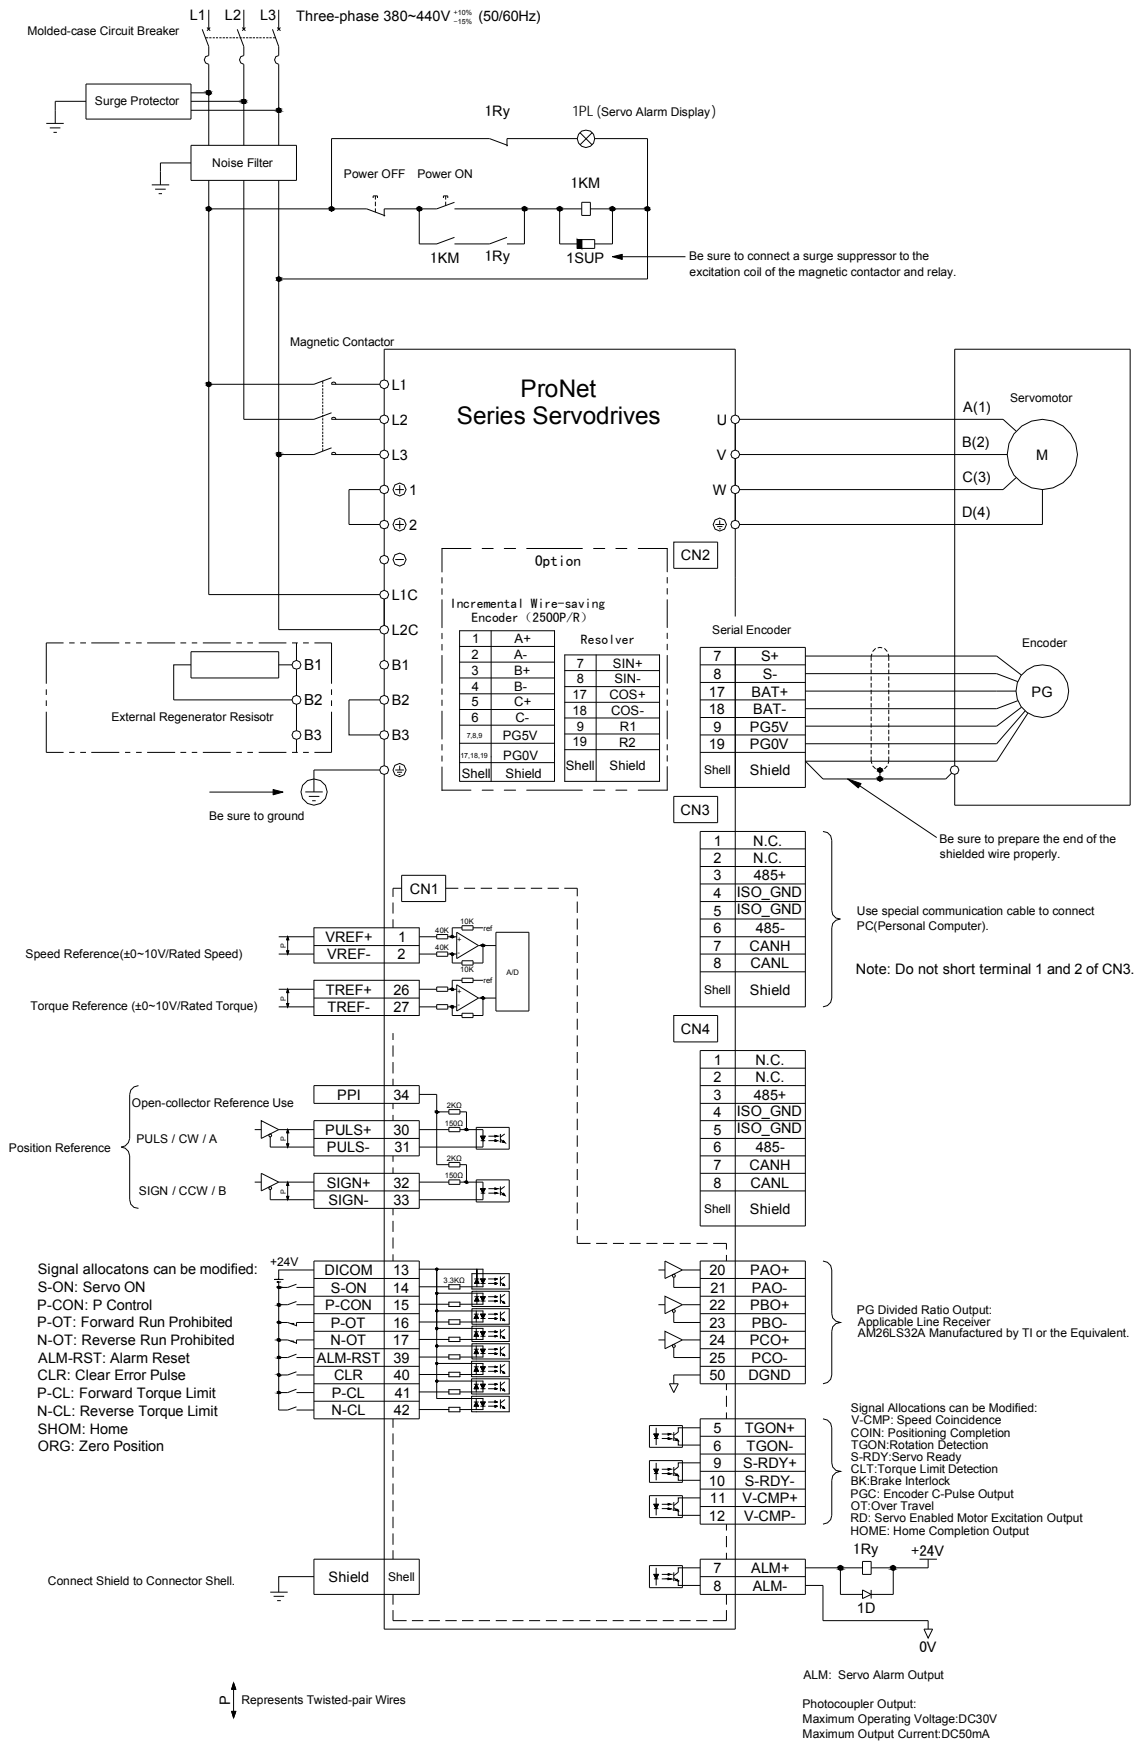 L1 L2 L3 Three-phase 380~440V +10% -15% (50/60Hz)
Molded-case Circuit Breaker
Surge Protector
Noise Filter
1Ry 1PL (Servo Alarm Display)
Power OFF Power ON 1KM
1KM 1Ry 1SUP
Be sure to connect a surge suppressor to the
excitation coil of the magnetic contactor and relay.
Magnetic Contactor
ProNet
Series Servodrives
L1
L2
L3
1
2
L1C
L2C
B1
B2
B3
U
V
W
A(1)
B(2)
C(3)
D(4)
Servomotor
M
B1
B2
B3
External Regenerator Resisotr
Be sure to ground
Option
Incremental Wire-saving
Encoder (2500P/R)
1 A+
2 A-
3 B+
4 B-
5 C+
6 C-
7,8,9 PG5V
17,18,19 PG0V
Shell Shield
Resolver
7 SIN+
8 SIN-
17 COS+
18 COS-
9 R1
19 R2
Shell Shield
CN2
Serial Encoder
7 S+
8 S-
17 BAT+
18 BAT-
9 PG5V
19 PG0V
Shell Shield
Encoder
PG
Be sure to prepare the end of the
shielded wire properly.
CN3
1 N.C.
2 N.C.
3 485+
4 ISO_GND
5 ISO_GND
6 485-
7 CANH
8 CANL
Shell Shield
Use special communication cable to connect
PC(Personal Computer).
Note: Do not short terminal 1 and 2 of CN3.
CN4
1 N.C.
2 N.C.
3 485+
4 ISO_GND
5 ISO_GND
6 485-
7 CANH
8 CANL
Shell Shield
CN1
Speed Reference(±0~10V/Rated Speed)
P
VREF+ 1
VREF- 2
40K
40K
10K
10K
ref
A/D
Torque Reference (±0~10V/Rated Torque)
P
TREF+ 26
TREF- 27
ref
Position Reference
Open-collector Reference Use
PPI 34
2KΩ
PULS / CW / A
P
PULS+ 30
150Ω
PULS- 31
2KΩ
SIGN / CCW / B
P
SIGN+ 32
150Ω
SIGN- 33
Signal allocatons can be modified:
S-ON: Servo ON
P-CON: P Control
P-OT: Forward Run Prohibited
N-OT: Reverse Run Prohibited
ALM-RST: Alarm Reset
CLR: Clear Error Pulse
P-CL: Forward Torque Limit
N-CL: Reverse Torque Limit
SHOM: Home
ORG: Zero Position
+24V
DICOM 13
S-ON 14
3.3KΩ
P-CON 15
P-OT 16
N-OT 17
ALM-RST 39
CLR 40
P-CL 41
N-CL 42
20 PAO+
21 PAO-
22 PBO+
23 PBO-
24 PCO+
25 PCO-
50 DGND
PG Divided Ratio Output:
Applicable Line Receiver
AM26LS32A Manufactured by TI or the Equivalent.
5 TGON+
6 TGON-
9 S-RDY+
10 S-RDY-
11 V-CMP+
12 V-CMP-
Signal Allocations can be Modified:
V-CMP: Speed Coincidence
COIN: Positioning Completion
TGON:Rotation Detection
S-RDY:Servo Ready
CLT:Torque Limit Detection
BK:Brake Interlock
PGC: Encoder C-Pulse Output
OT:Over Travel
RD: Servo Enabled Motor Excitation Output
HOME: Home Completion Output
Connect Shield to Connector Shell.
Shield Shell
7 ALM+
8 ALM-
1Ry +24V
1D
0V
ALM: Servo Alarm Output
P Represents Twisted-pair Wires
Photocoupler Output:
Maximum Operating Voltage:DC30V
Maximum Output Current:DC50mA